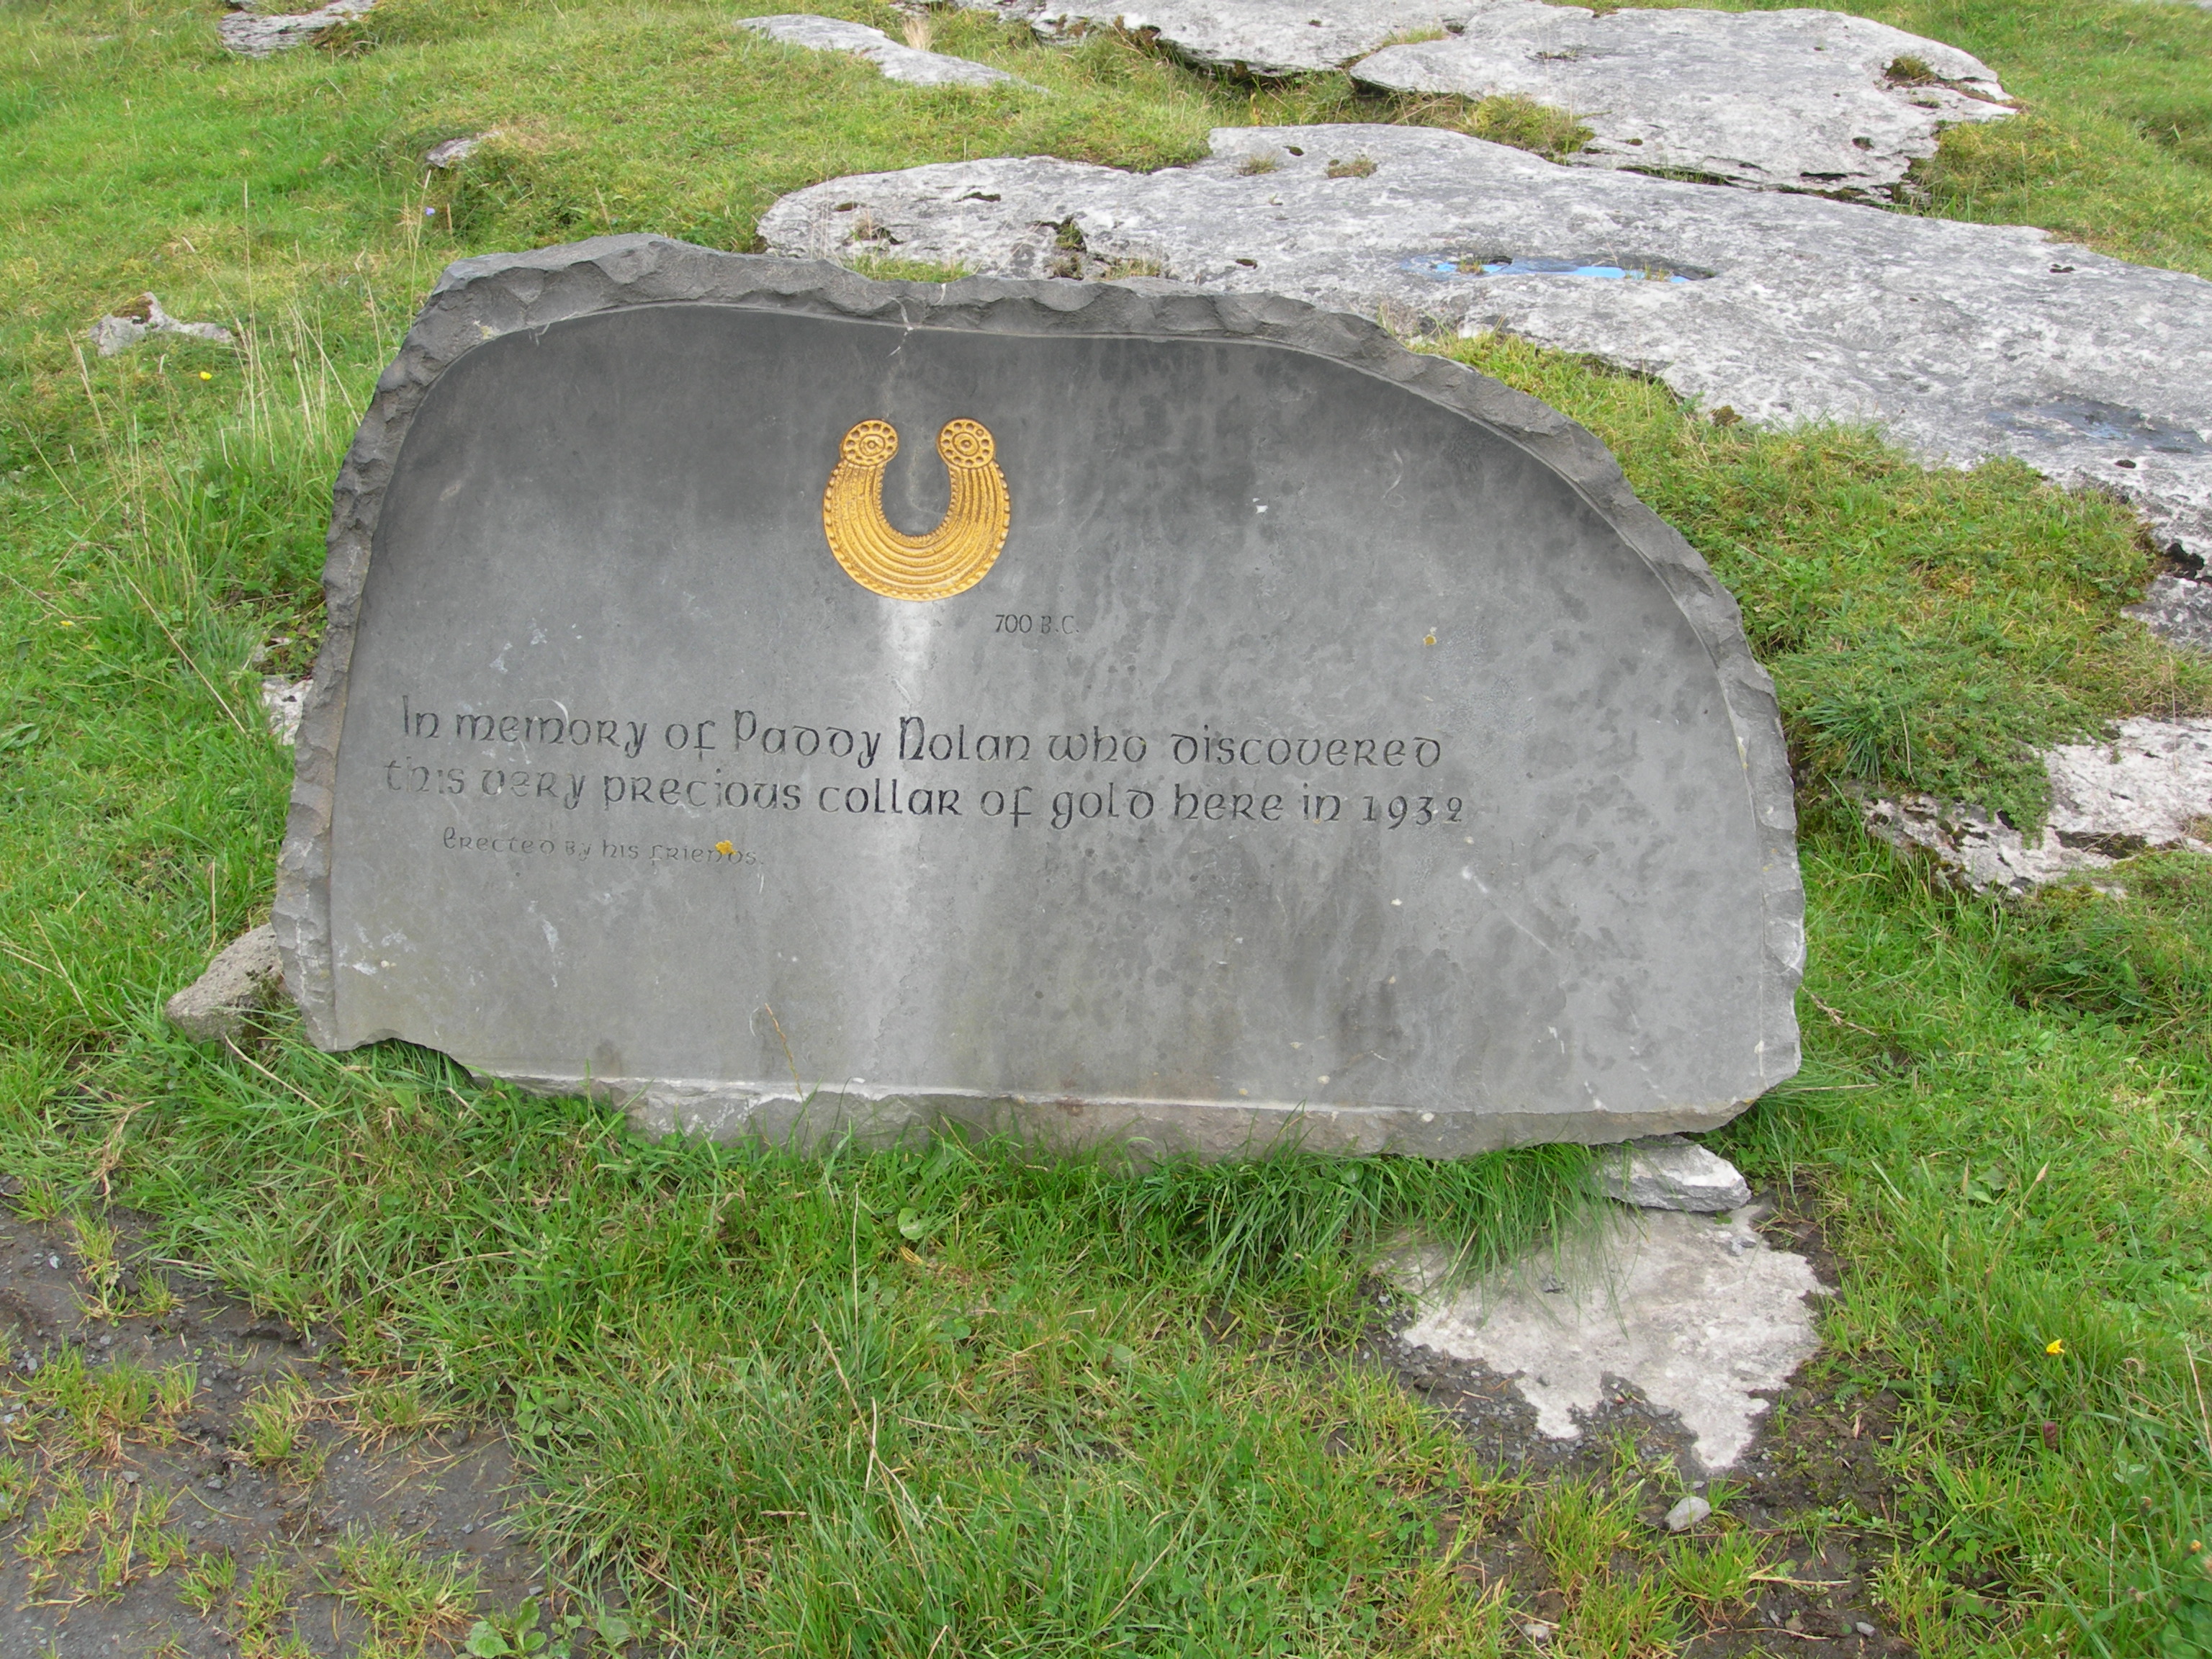 700 B.C.
In memory of Paddy Nolan who discovered
this very precious collar of gold here in 1932
Erected by his friends.